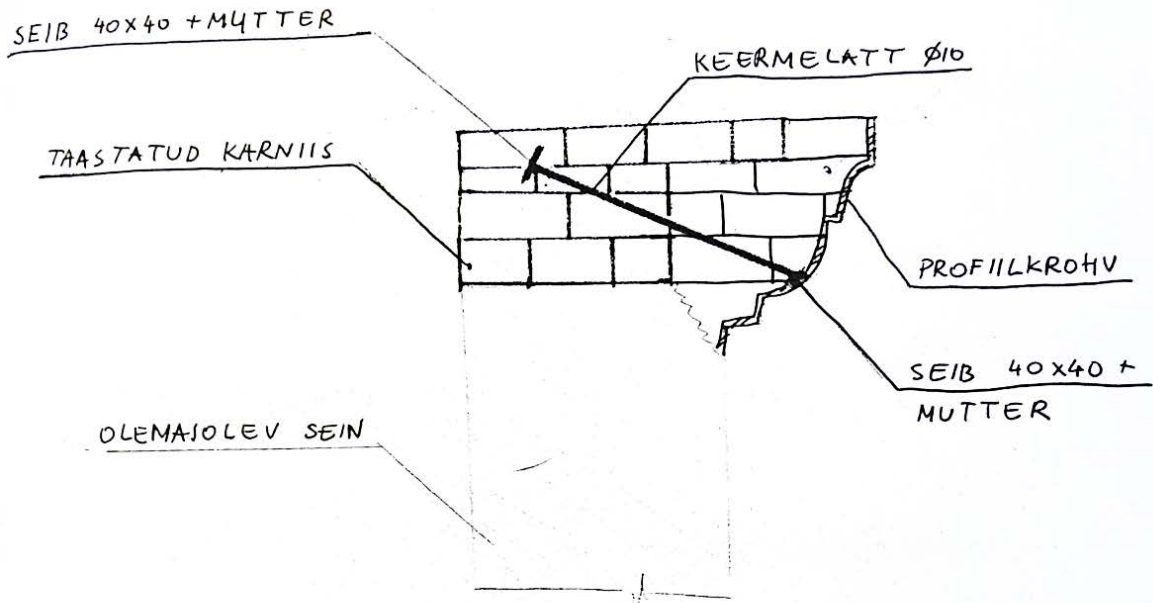 SEIB 40X40 + MUTTER
KEERMELATT Ø10
TAASTATUD KARNIIS
PROFIILKROHV
SEIB 40x40 +
MUTTER
OLEMASOLEV SEIN